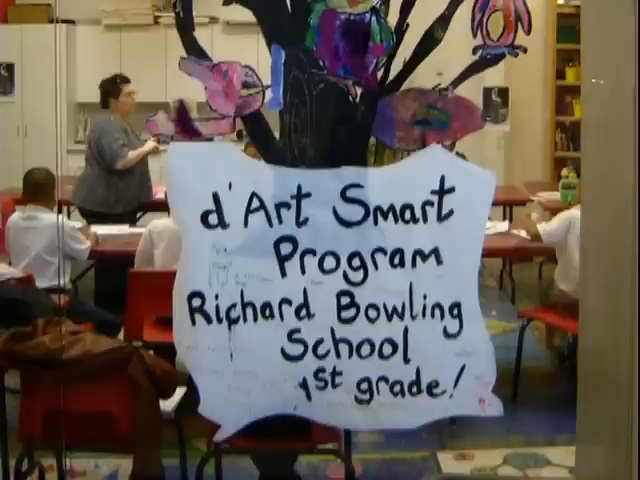 d'Art Smart
Program
Richard Bowling
School
1st grade!